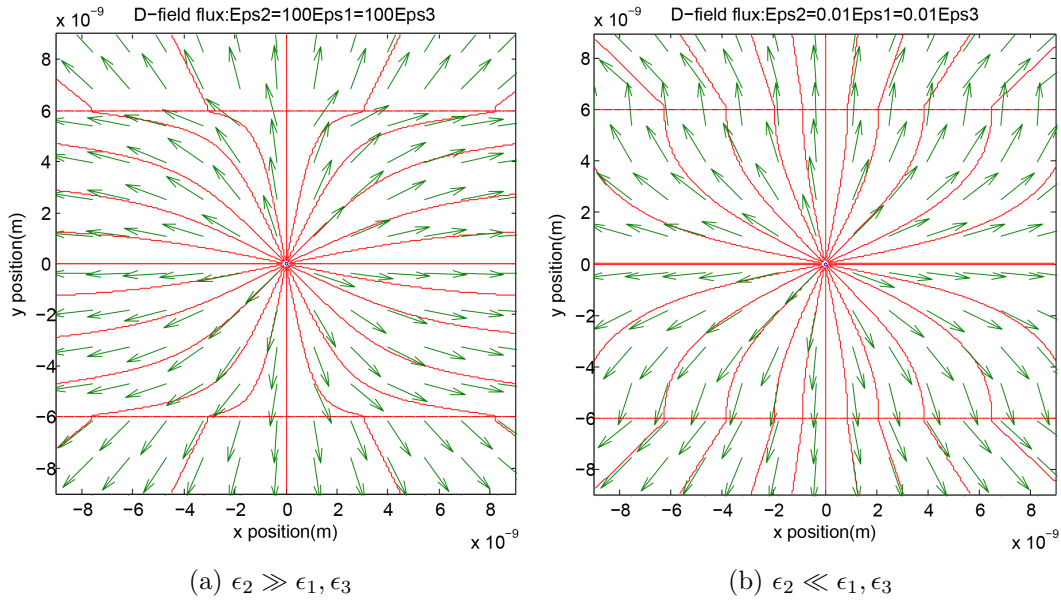 x 10⁻⁹
D-field flux:Eps2=100Eps1=100Eps3
8
6
4
2
0
−2
−4
−6
−8
y position(m)
−8 −6 −4 −2 0 2 4 6 8
x position(m)
x 10⁻⁹
(a) ϵ₂ ≫ ϵ₁, ϵ₃
x 10⁻⁹
D-field flux:Eps2=0.01Eps1=0.01Eps3
8
6
4
2
0
−2
−4
−6
−8
y position(m)
−8 −6 −4 −2 0 2 4 6 8
x position(m)
x 10⁻⁹
(b) ϵ₂ ≪ ϵ₁, ϵ₃